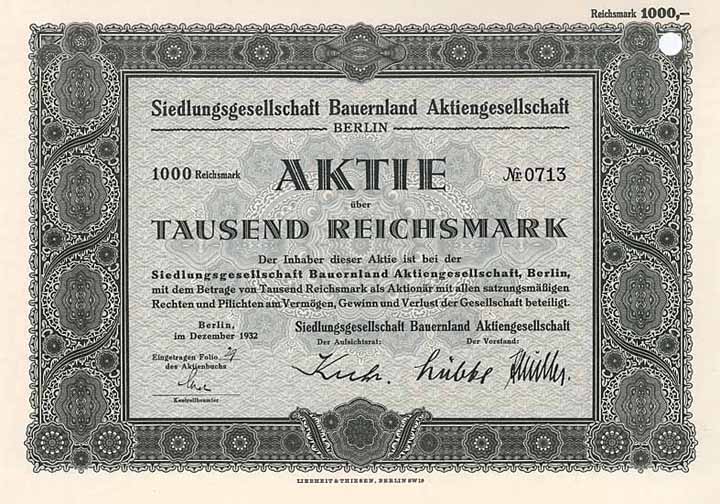 Reichsmark 1000,—
Siedlungsgesellschaft Bauernland Aktiengesellschaft
BERLIN
1000 Reichsmark AKTIE Nr. 0713
über
TAUSEND REICHSMARK
Der Inhaber dieser Aktie ist bei der
Siedlungsgesellschaft Bauernland Aktiengesellschaft, Berlin,
mit dem Betrage von Tausend Reichsmark als Aktionär mit allen satzungsmäßigen
Rechten und Pflichten am Vermögen, Gewinn und Verlust der Gesellschaft beteiligt.
Berlin,
im Dezember 1932
Siedlungsgesellschaft Bauernland Aktiengesellschaft
Der Aufsichtsrat: Der Vorstand:
Eingetragen Folio
des Aktienbuchs
Lübbe
Kontrollbeamter
LIEBHEIT & THIESEN, BERLIN SW19